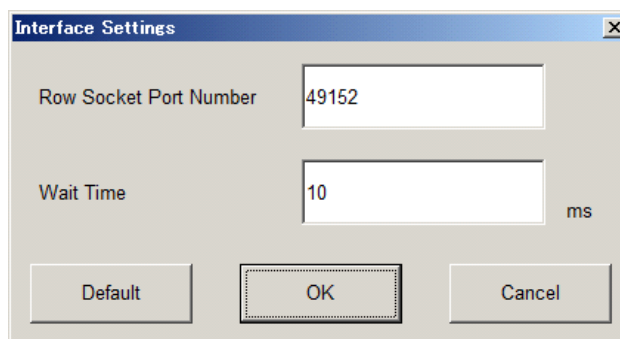 Interface Settings
Row Socket Port Number 49152
Wait Time 10 ms
Default OK Cancel